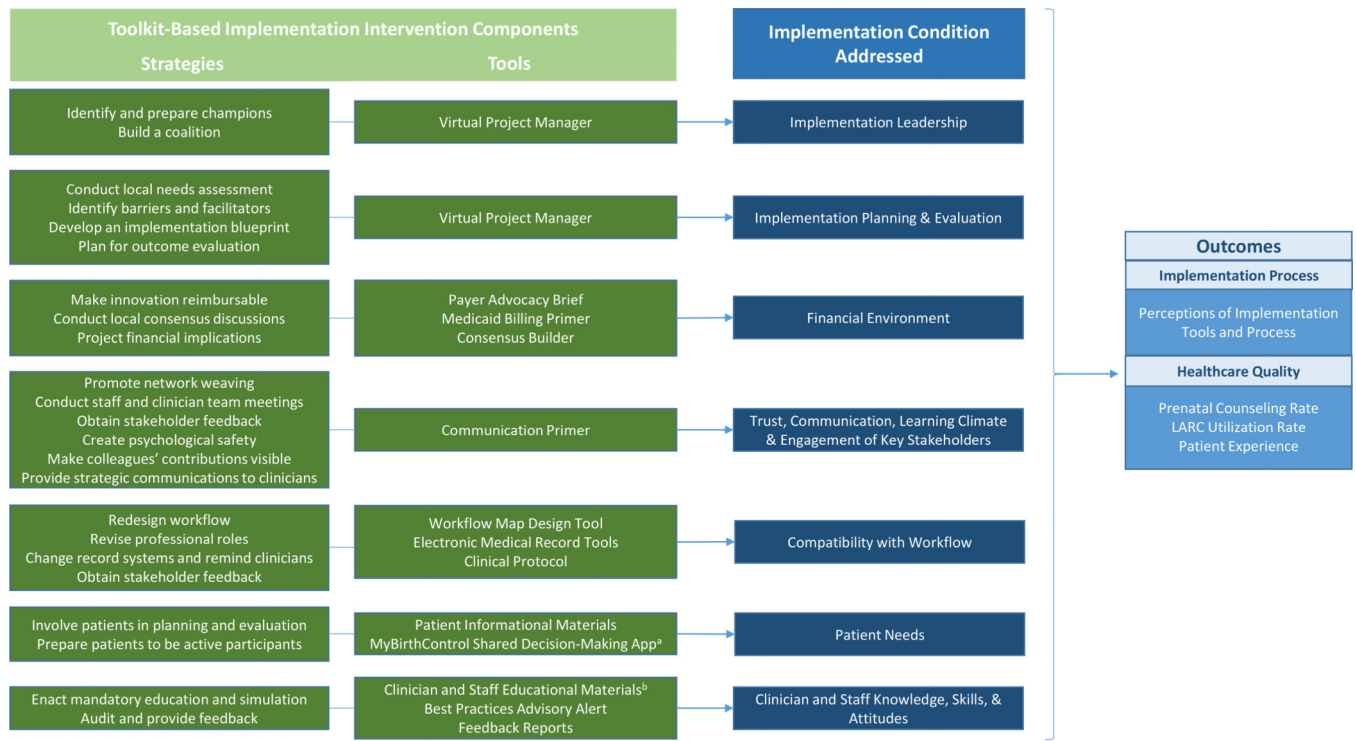 Toolkit-Based Implementation Intervention Components
Strategies
Tools
Implementation Condition
Addressed
Identify and prepare champions
Build a coalition
Virtual Project Manager
Implementation Leadership
Conduct local needs assessment
Identify barriers and facilitators
Develop an implementation blueprint
Plan for outcome evaluation
Virtual Project Manager
Implementation Planning & Evaluation
Make innovation reimbursable
Conduct local consensus discussions
Project financial implications
Payer Advocacy Brief
Medicaid Billing Primer
Consensus Builder
Financial Environment
Promote network weaving
Conduct staff and clinician team meetings
Obtain stakeholder feedback
Create psychological safety
Make colleagues’ contributions visible
Provide strategic communications to clinicians
Communication Primer
Trust, Communication, Learning Climate
& Engagement of Key Stakeholders
Redesign workflow
Revise professional roles
Change record systems and remind clinicians
Obtain stakeholder feedback
Workflow Map Design Tool
Electronic Medical Record Tools
Clinical Protocol
Compatibility with Workflow
Involve patients in planning and evaluation
Prepare patients to be active participants
Patient Informational Materials
MyBirthControl Shared Decision-Making Appᵃ
Patient Needs
Enact mandatory education and simulation
Audit and provide feedback
Clinician and Staff Educational Materialsᵇ
Best Practices Advisory Alert
Feedback Reports
Clinician and Staff Knowledge, Skills, &
Attitudes
Outcomes
Implementation Process
Perceptions of Implementation
Tools and Process
Healthcare Quality
Prenatal Counseling Rate
LARC Utilization Rate
Patient Experience